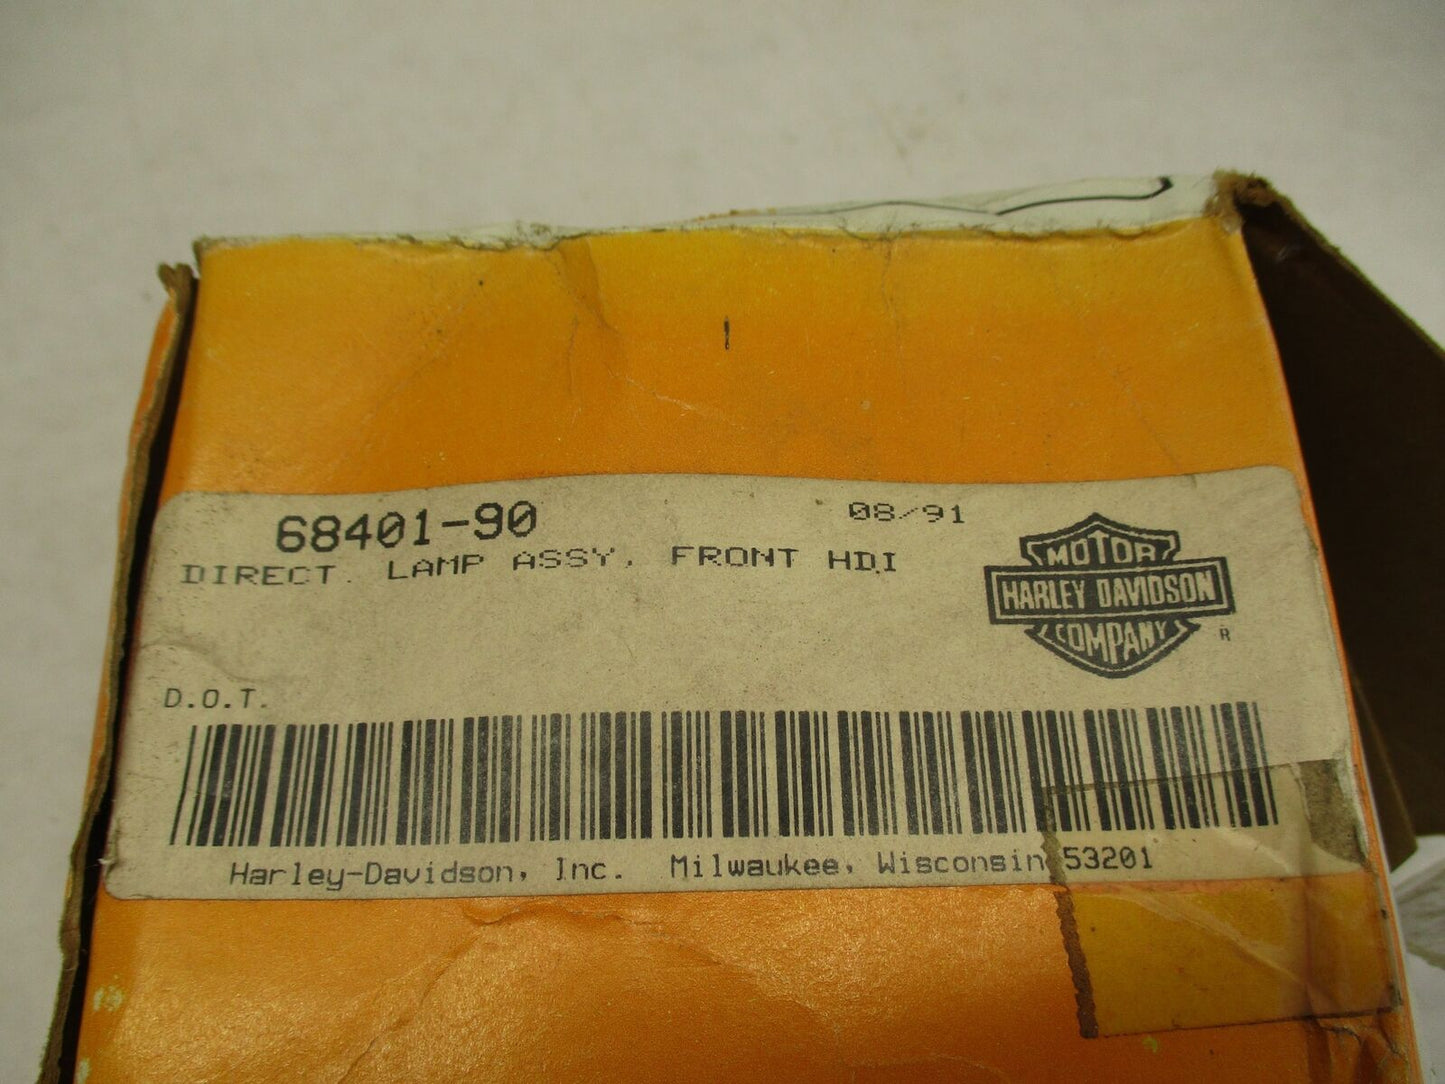 68401-90
08/91
DIRECT. LAMP ASSY, FRONT HDI
MOTOR
HARLEY DAVIDSON
COMPANY
R
D.O.T.
Harley-Davidson, Inc. Milwaukee, Wisconsin 53201